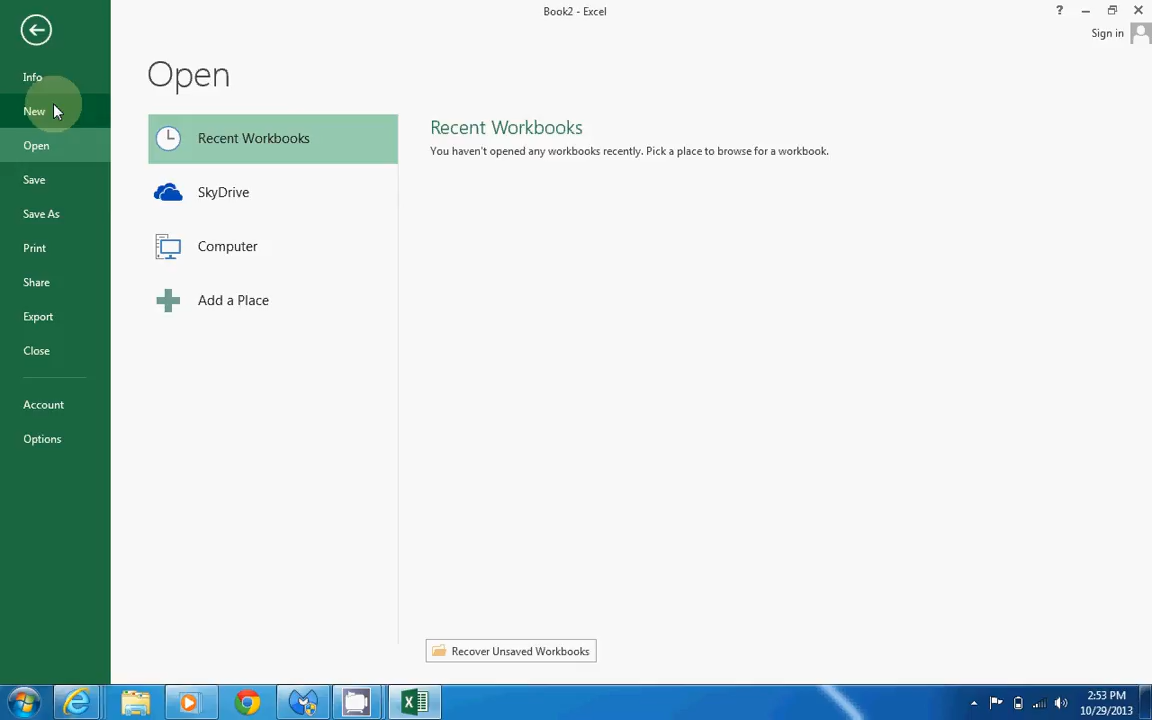 Book2 - Excel
?
Sign in
Info
New
Open
Save
Save As
Print
Share
Export
Close
Account
Options
Open
Recent Workbooks
SkyDrive
Computer
Add a Place
Recent Workbooks
You haven't opened any workbooks recently. Pick a place to browse for a workbook.
Recover Unsaved Workbooks
2:53 PM
10/29/2013